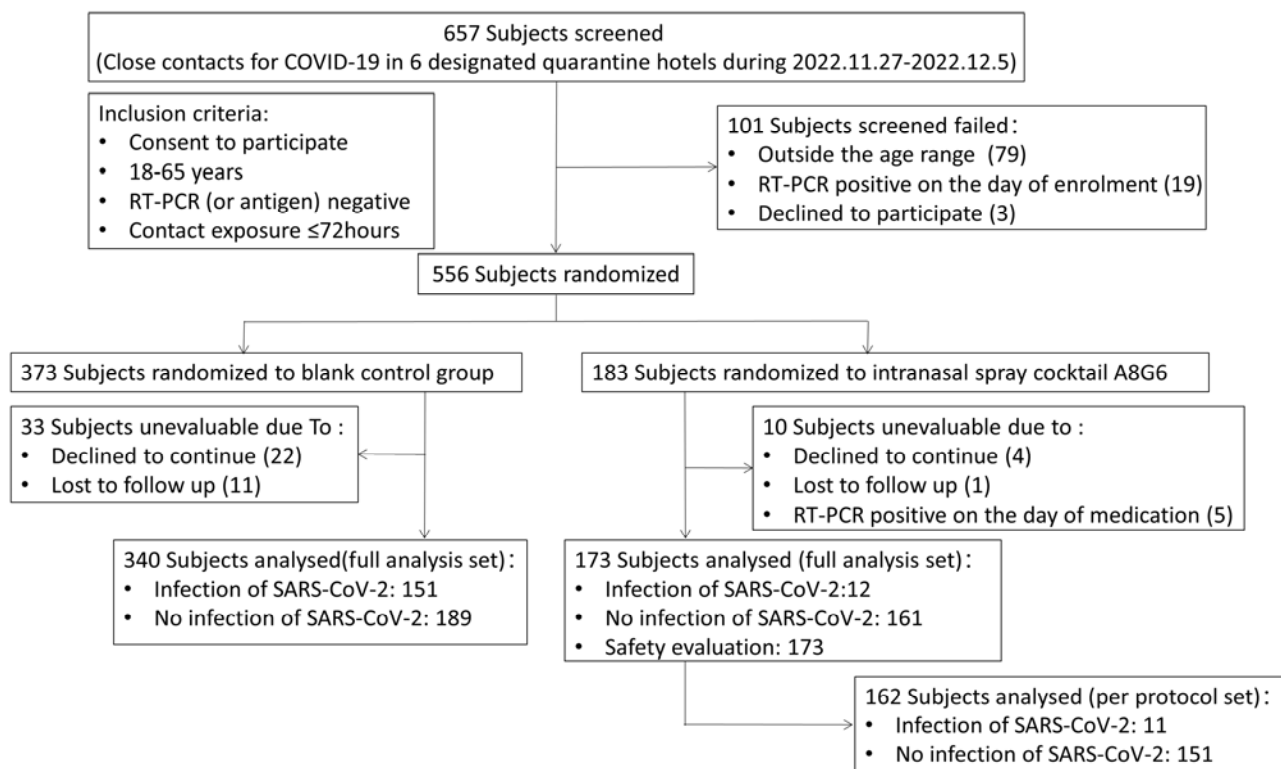 657 Subjects screened
(Close contacts for COVID-19 in 6 designated quarantine hotels during 2022.11.27-2022.12.5)
Inclusion criteria:
• Consent to participate
• 18-65 years
• RT-PCR (or antigen) negative
• Contact exposure ≤72hours
101 Subjects screened failed：
• Outside the age range (79)
• RT-PCR positive on the day of enrolment (19)
• Declined to participate (3)
556 Subjects randomized
373 Subjects randomized to blank control group
183 Subjects randomized to intranasal spray cocktail A8G6
33 Subjects unevaluable due To :
• Declined to continue (22)
• Lost to follow up (11)
10 Subjects unevaluable due to :
• Declined to continue (4)
• Lost to follow up (1)
• RT-PCR positive on the day of medication (5)
340 Subjects analysed(full analysis set)：
• Infection of SARS-CoV-2: 151
• No infection of SARS-CoV-2: 189
173 Subjects analysed (full analysis set)：
• Infection of SARS-CoV-2:12
• No infection of SARS-CoV-2: 161
• Safety evaluation: 173
162 Subjects analysed (per protocol set)：
• Infection of SARS-CoV-2: 11
• No infection of SARS-CoV-2: 151